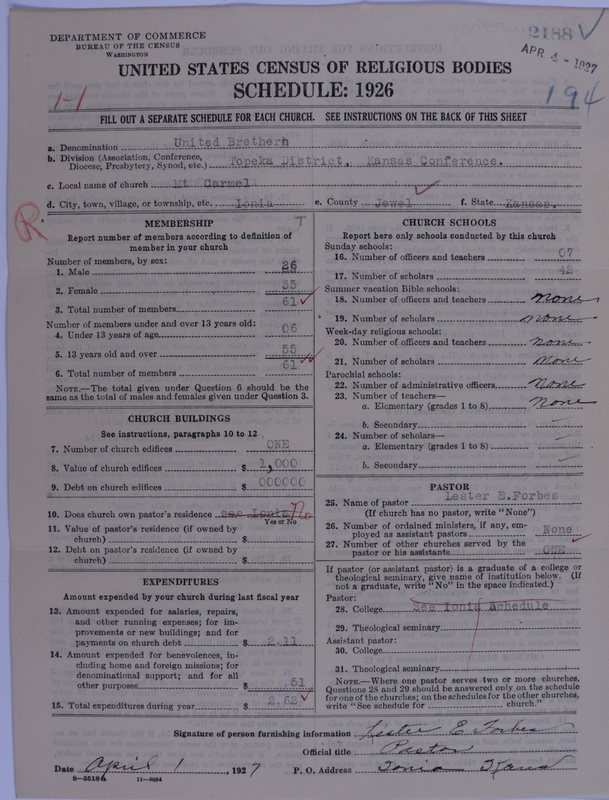 DEPARTMENT OF COMMERCE
BUREAU OF THE CENSUS
WASHINGTON
2188
APR 4 - 1927
UNITED STATES CENSUS OF RELIGIOUS BODIES
SCHEDULE: 1926
1-1
194
FILL OUT A SEPARATE SCHEDULE FOR EACH CHURCH. SEE INSTRUCTIONS ON THE BACK OF THIS SHEET
a. Denomination United Brethern
b. Division (Association, Conference, Diocese, Presbytery, Synod, etc.) Topeka District, Kansas Conference.
c. Local name of church Mt Carmel
d. City, town, village, or township, etc. Ionia e. County Jewel f. State Kansas.
R
MEMBERSHIP T
Report number of members according to definition of
member in your church
Number of members, by sex:
1. Male 26
2. Female 35
3. Total number of members 61
Number of members under and over 13 years old:
4. Under 13 years of age 06
5. 13 years old and over 55
6. Total number of members 61
NOTE.—The total given under Question 6 should be
same as the total of males and females given under Question 3.
CHURCH BUILDINGS
See instructions, paragraphs 10 to 12
7. Number of church edifices ONE
8. Value of church edifices $ 1,000
9. Debt on church edifices $ 000000
10. Does church own pastor's residence See Ionia No
Yes or No
11. Value of pastor's residence (if owned by
church) $
12. Debt on pastor's residence (if owned by
church) $
EXPENDITURES
Amount expended by your church during last fiscal year
13. Amount expended for salaries, repairs,
and other running expenses; for im-
provements or new buildings; and for
payments on church debt $ 2.11
14. Amount expended for benevolences, in-
cluding home and foreign missions; for
denominational support; and for all
other purposes $ .51
15. Total expenditures during year $ 2.62
CHURCH SCHOOLS
Report here only schools conducted by this church
Sunday schools:
16. Number of officers and teachers 07
17. Number of scholars 42
Summer vacation Bible schools:
18. Number of officers and teachers none
19. Number of scholars none
Week-day religious schools:
20. Number of officers and teachers none
21. Number of scholars None
Parochial schools:
22. Number of administrative officers None
23. Number of teachers—
a. Elementary (grades 1 to 8) none
b. Secondary —
24. Number of scholars—
a. Elementary (grades 1 to 8) —
b. Secondary —
PASTOR
25. Name of pastor Lester E.Forbes
(If church has no pastor, write "None")
26. Number of ordained ministers, if any, em-
ployed as assistant pastors None
27. Number of other churches served by the
pastor or his assistants ONE
If pastor (or assistant pastor) is a graduate of a college or
theological seminary, give name of institution below. (If
not a graduate, write "No" in the space indicated.)
Pastor:
28. College See Ionia Schedule
29. Theological seminary
Assistant pastor:
30. College
31. Theological seminary
NOTE.—Where one pastor serves two or more churches,
Questions 28 and 29 should be answered only on the schedule
for one of the churches; on the schedules for the other churches,
write "See schedule for church."
Signature of person furnishing information Lester E. Forbes
Official title Pastor
Date April 1, 1927 P. O. Address Ionia Kans
8-5518a 11-9084